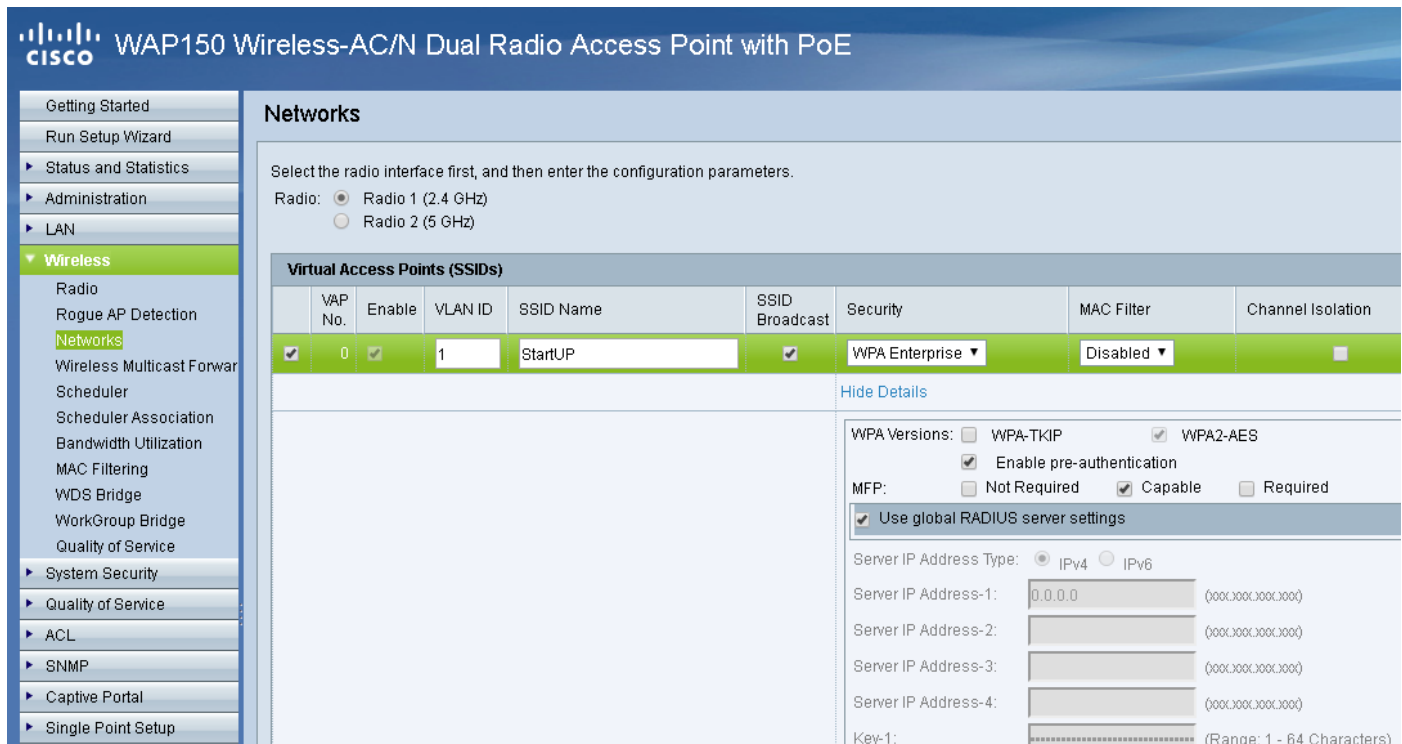 CISCO WAP150 Wireless-AC/N Dual Radio Access Point with PoE
Getting Started
Run Setup Wizard
Status and Statistics
Administration
LAN
Wireless
Radio
Rogue AP Detection
Networks
Wireless Multicast Forwar
Scheduler
Scheduler Association
Bandwidth Utilization
MAC Filtering
WDS Bridge
WorkGroup Bridge
Quality of Service
System Security
Quality of Service
ACL
SNMP
Captive Portal
Single Point Setup
Networks
Select the radio interface first, and then enter the configuration parameters.
Radio: Radio 1 (2.4 GHz)
Radio 2 (5 GHz)
Virtual Access Points (SSIDs)
VAP No. Enable VLAN ID SSID Name SSID Broadcast Security MAC Filter Channel Isolation
0 1 StartUP WPA Enterprise Disabled
Hide Details
WPA Versions: WPA-TKIP WPA2-AES
Enable pre-authentication
MFP: Not Required Capable Required
Use global RADIUS server settings
Server IP Address Type: IPv4 IPv6
Server IP Address-1: 0.0.0.0 (xxx.xxx.xxx.xxx)
Server IP Address-2: (xxx.xxx.xxx.xxx)
Server IP Address-3: (xxx.xxx.xxx.xxx)
Server IP Address-4: (xxx.xxx.xxx.xxx)
Key-1: (Range: 1 - 64 Characters)